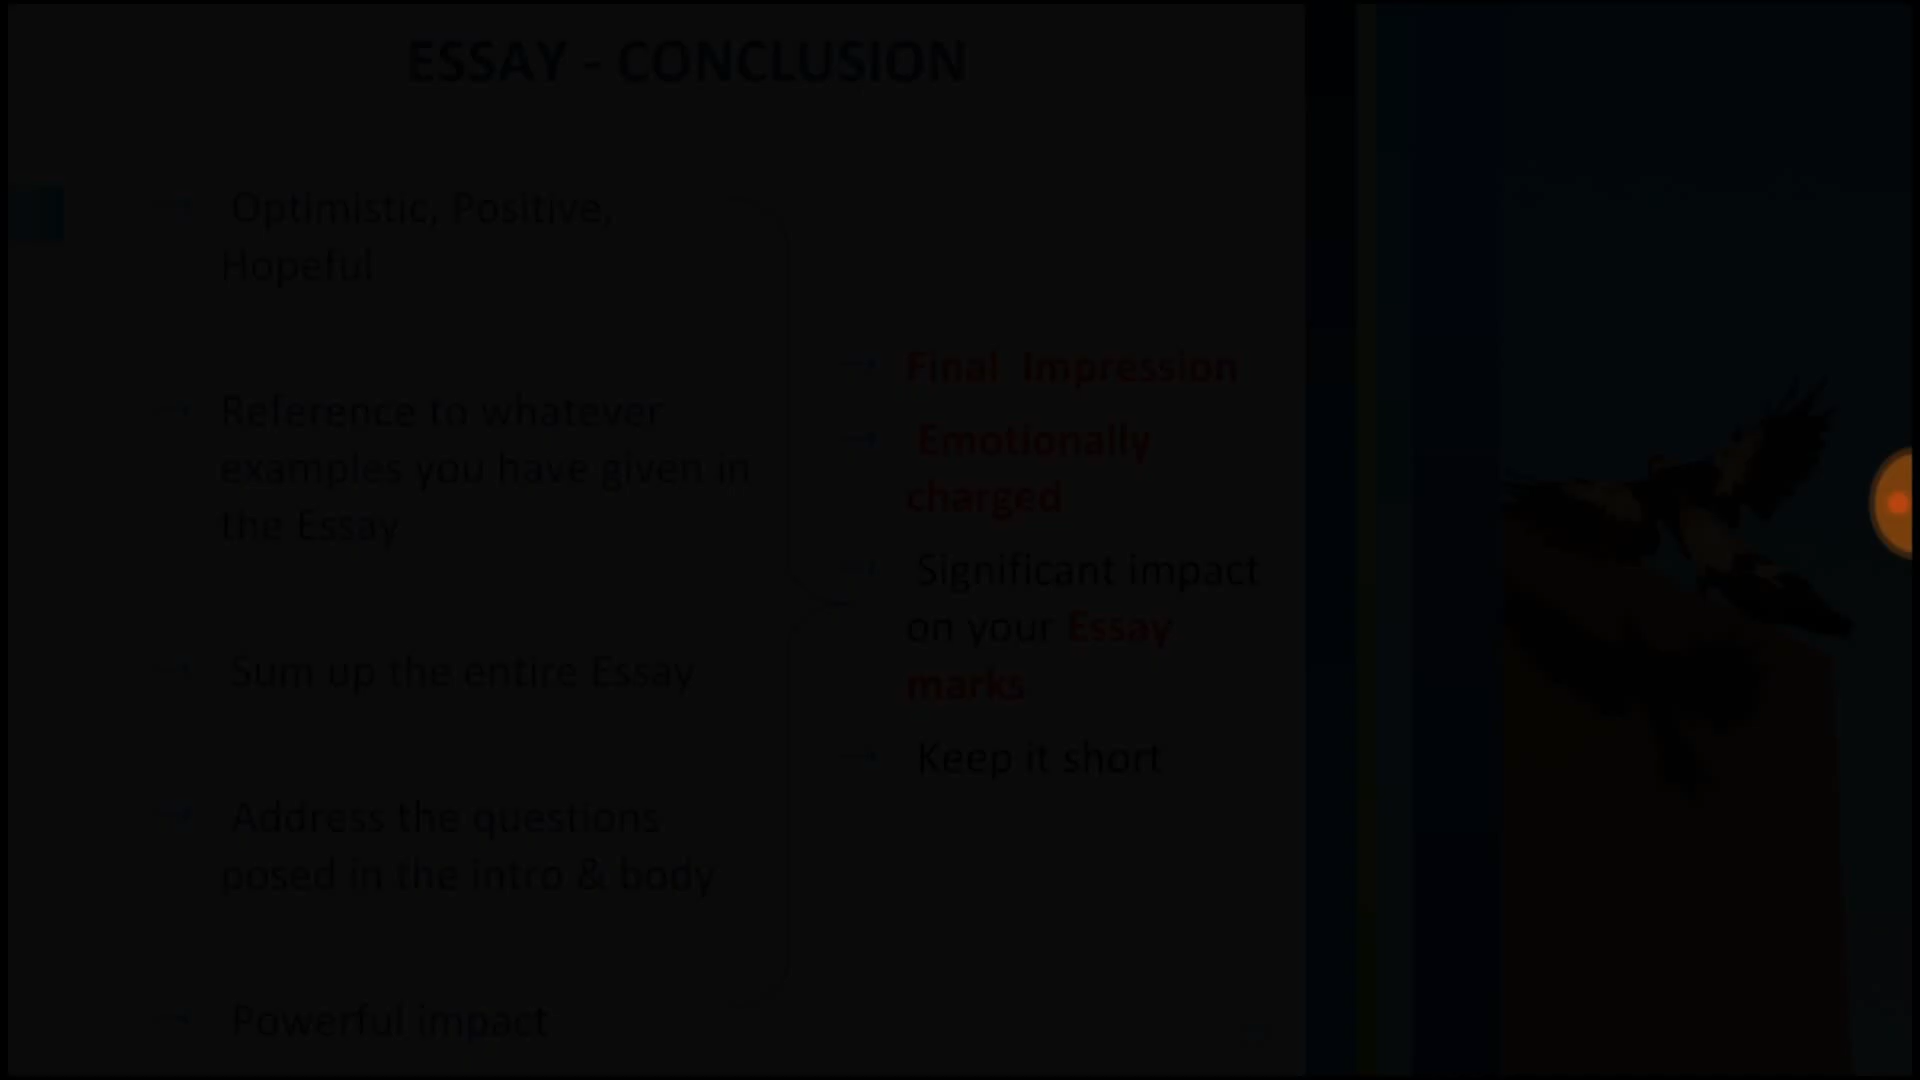 ESSAY - CONCLUSION
→ Optimistic, Positive,
Hopeful
→ Reference to whatever
examples you have given in
the Essay
→ Sum up the entire Essay
→ Address the questions
posed in the intro & body
→ Powerful impact
→ Final Impression
→ Emotionally
charged
→ Significant impact
on your Essay
marks
→ Keep it short